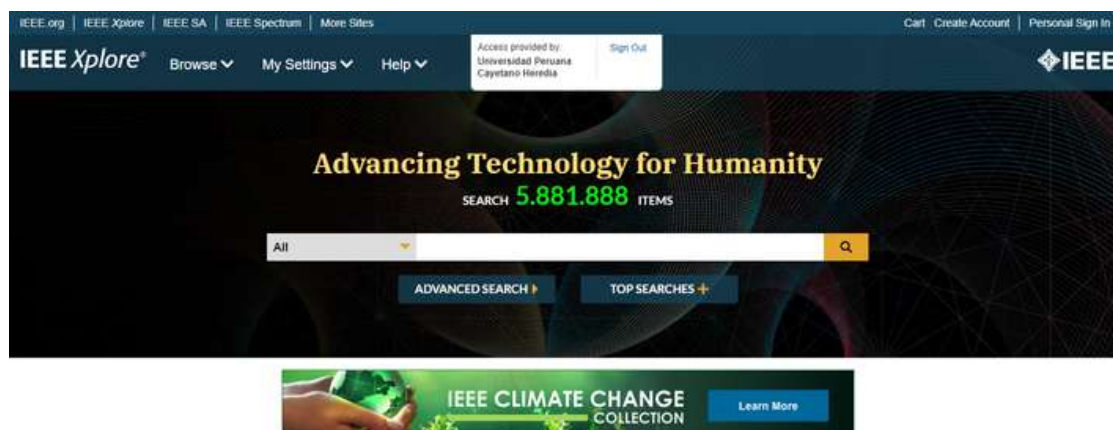 IEEE.org | IEEE Xplore | IEEE SA | IEEE Spectrum | More Sites
Cart Create Account | Personal Sign In
IEEE Xplore®
Browse
My Settings
Help
Access provided by:
Universidad Peruana
Cayetano Heredia
Sign Out
IEEE
Advancing Technology for Humanity
SEARCH 5.881.888 ITEMS
All
ADVANCED SEARCH
TOP SEARCHES +
IEEE CLIMATE CHANGE
COLLECTION
Learn More